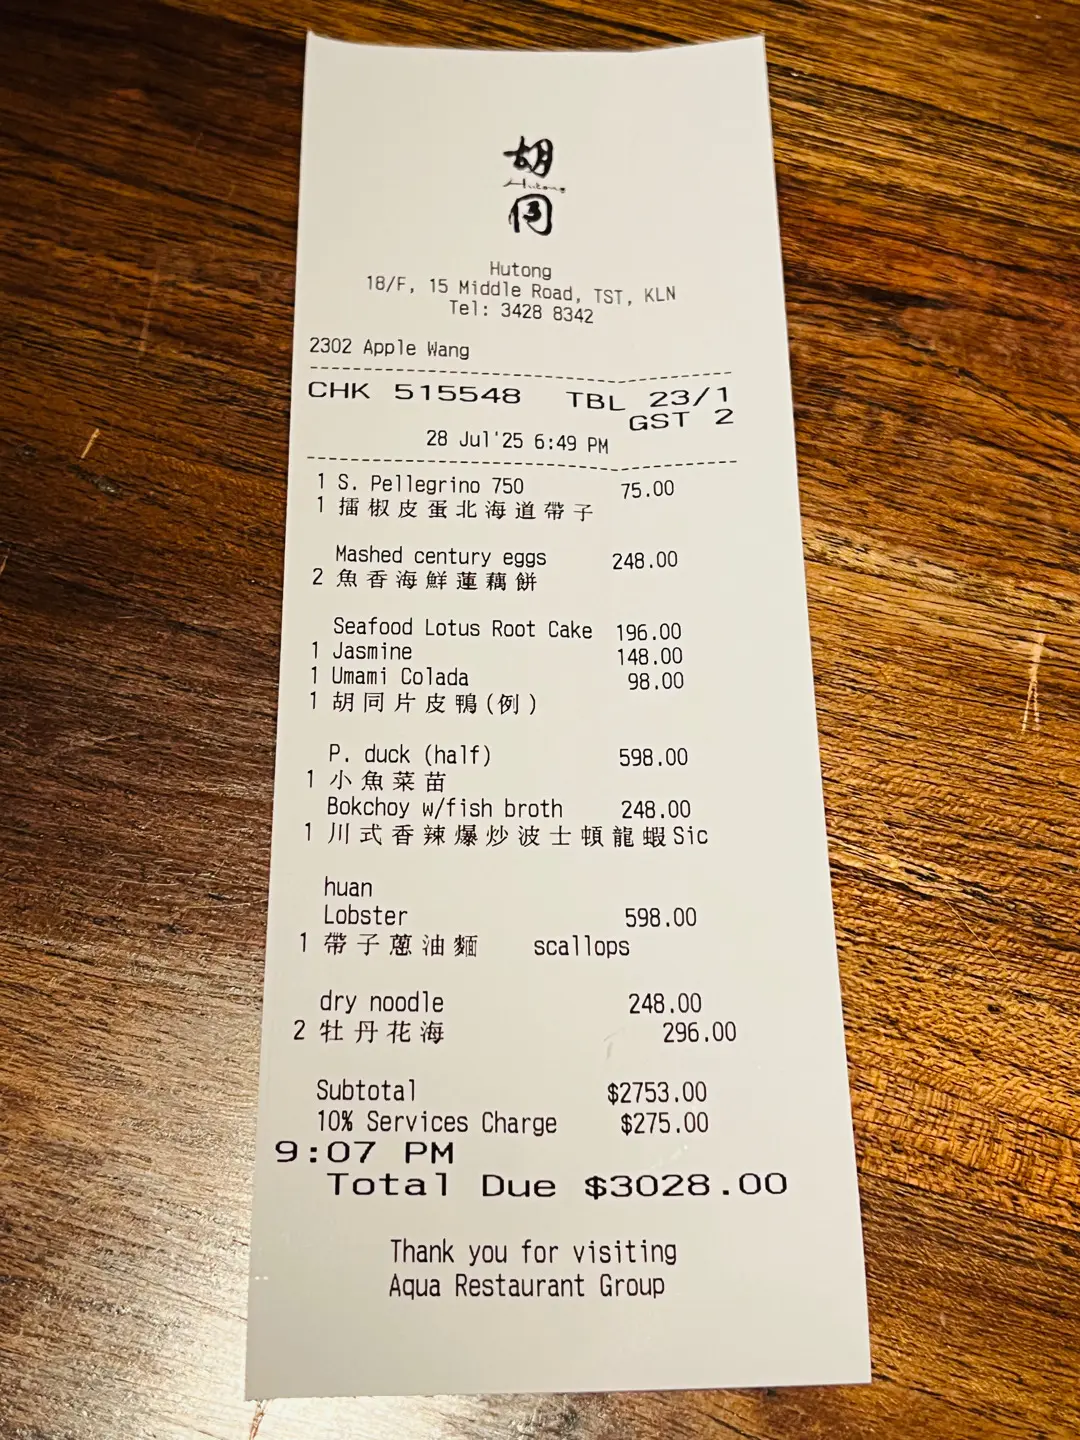 胡
Hutong
同
Hutong
18/F, 15 Middle Road, TST, KLN
Tel: 3428 8342
2302 Apple Wang
CHK 515548 TBL 23/1
GST 2
28 Jul'25 6:49 PM
1 S. Pellegrino 750 75.00
1 擂椒皮蛋北海道帶子
Mashed century eggs 248.00
2 魚香海鮮蓮藕餅
Seafood Lotus Root Cake 196.00
1 Jasmine 148.00
1 Umami Colada 98.00
1 胡同片皮鴨(例)
P. duck (half) 598.00
1 小魚菜苗
Bokchoy w/fish broth 248.00
1 川式香辣爆炒波士頓龍蝦Sic
huan
Lobster 598.00
1 帶子蔥油麵 scallops
dry noodle 248.00
2 牡丹花海 296.00
Subtotal $2753.00
10% Services Charge $275.00
9:07 PM
Total Due $3028.00
Thank you for visiting
Aqua Restaurant Group